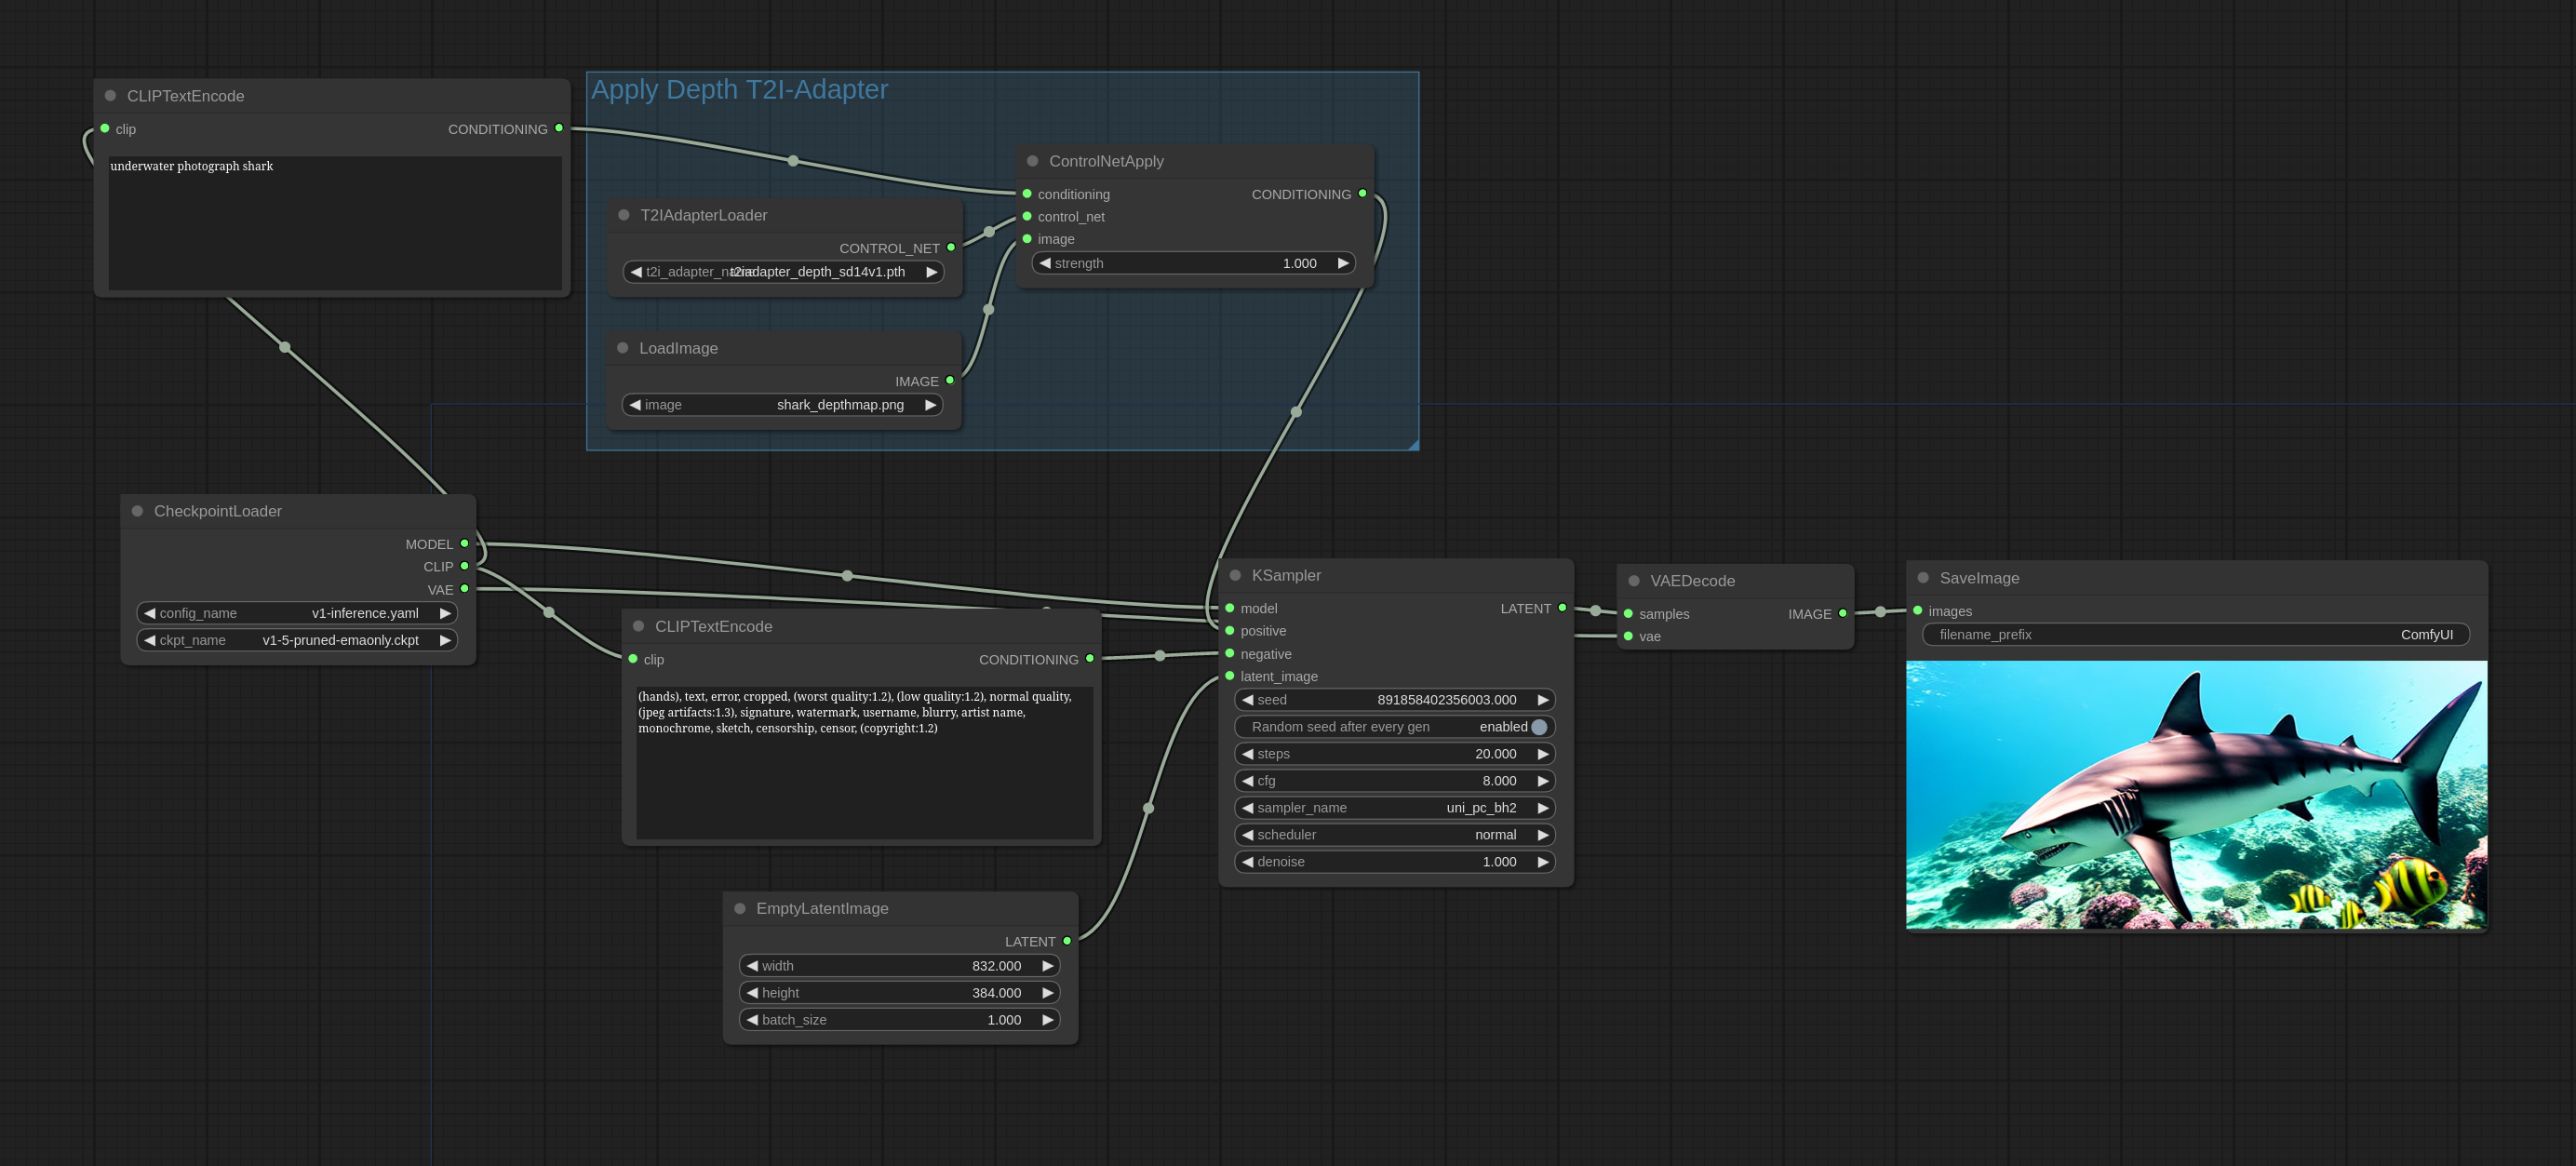 CLIPTextEncode
clip CONDITIONING
underwater photograph shark
Apply Depth T2I-Adapter
T2IAdapterLoader
CONTROL_NET
t2i_adapter_name t2iadapter_depth_sd14v1.pth
LoadImage
IMAGE
image shark_depthmap.png
ControlNetApply
conditioning CONDITIONING
control_net
image
strength 1.000
CheckpointLoader
MODEL
CLIP
VAE
config_name v1-inference.yaml
ckpt_name v1-5-pruned-emaonly.ckpt
CLIPTextEncode
clip CONDITIONING
(hands), text, error, cropped, (worst quality:1.2), (low quality:1.2), normal quality,
(jpeg artifacts:1.3), signature, watermark, username, blurry, artist name,
monochrome, sketch, censorship, censor, (copyright:1.2)
EmptyLatentImage
LATENT
width 832.000
height 384.000
batch_size 1.000
KSampler
model LATENT
positive
negative
latent_image
seed 891858402356003.000
Random seed after every gen enabled
steps 20.000
cfg 8.000
sampler_name uni_pc_bh2
scheduler normal
denoise 1.000
VAEDecode
samples IMAGE
vae
SaveImage
images
filename_prefix ComfyUI